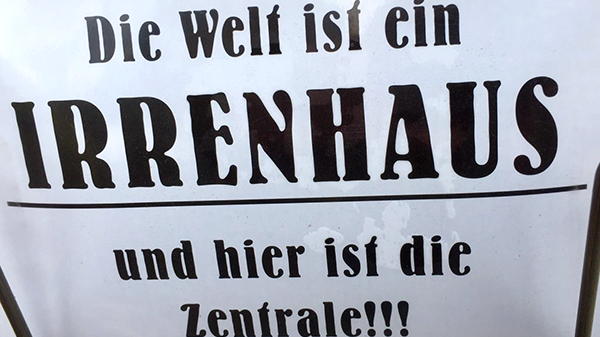 Die Welt ist ein
IRRENHAUS
und hier ist die
Zentrale!!!